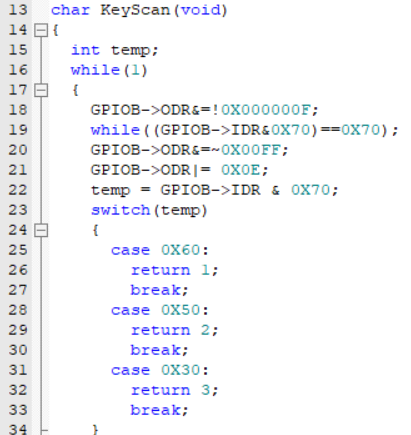 13 char KeyScan(void)
14 {
15 int temp;
16 while(1)
17 {
18 GPIOB->ODR&=!0X000000F;
19 while((GPIOB->IDR&0X70)==0X70);
20 GPIOB->ODR&=~0X00FF;
21 GPIOB->ODR|= 0X0E;
22 temp = GPIOB->IDR & 0X70;
23 switch(temp)
24 {
25 case 0X60:
26 return 1;
27 break;
28 case 0X50:
29 return 2;
30 break;
31 case 0X30:
32 return 3;
33 break;
34 }